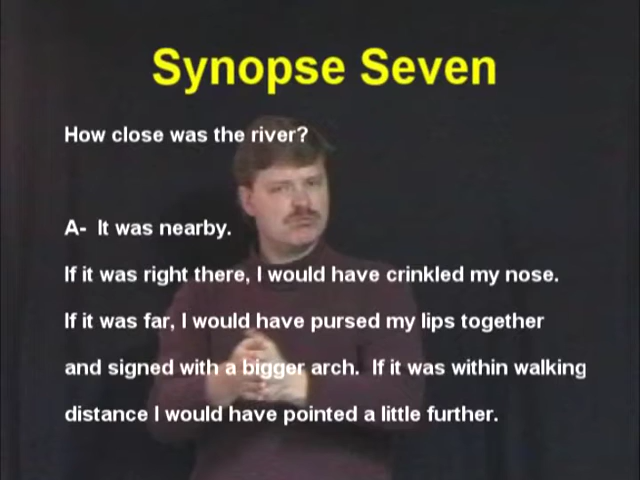 Synopse Seven
How close was the river?
A- It was nearby.
If it was right there, I would have crinkled my nose.
If it was far, I would have pursed my lips together
and signed with a bigger arch. If it was within walking
distance I would have pointed a little further.